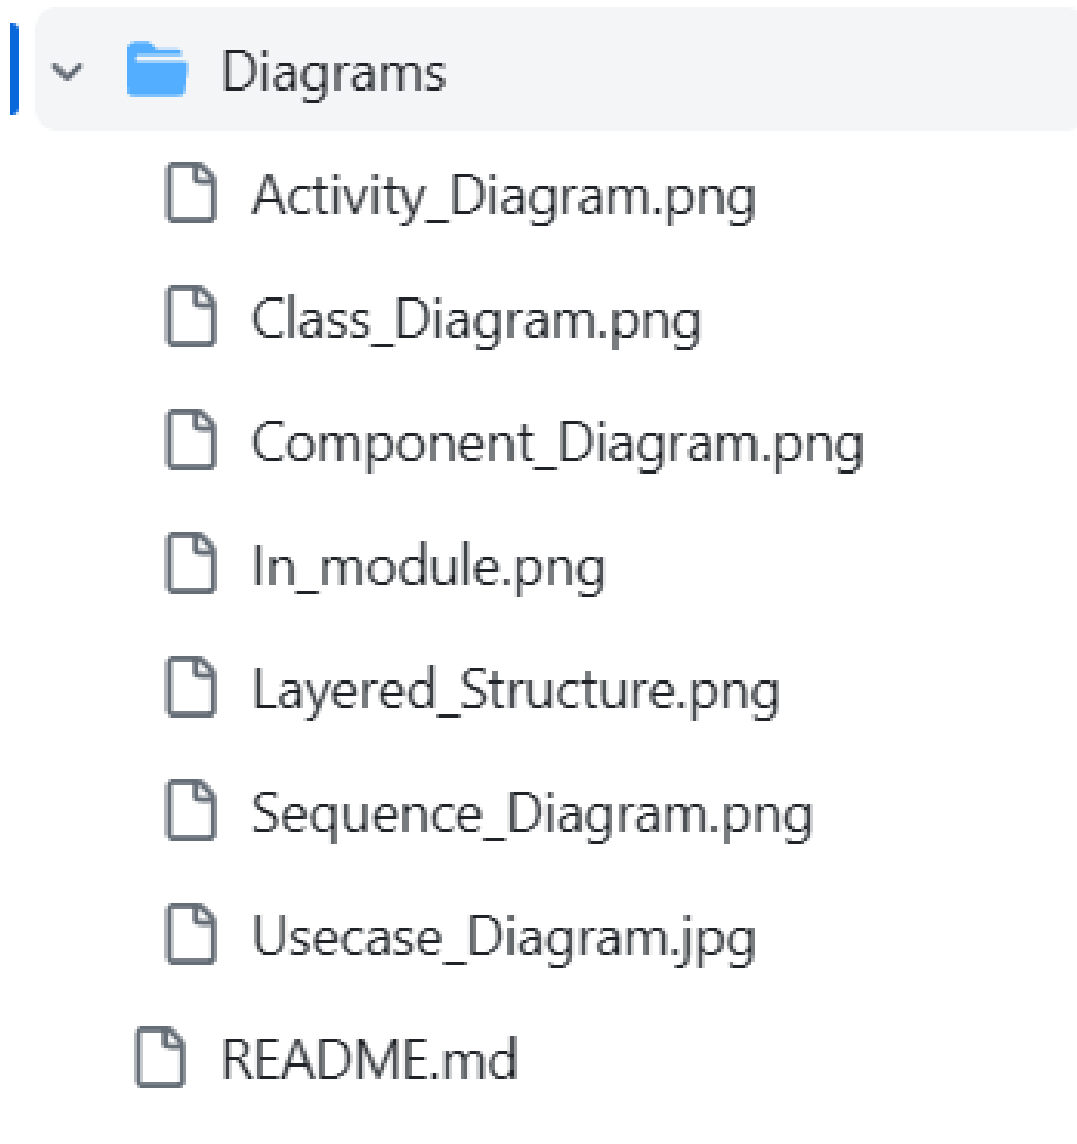 Diagrams
Activity_Diagram.png
Class_Diagram.png
Component_Diagram.png
In_module.png
Layered_Structure.png
Sequence_Diagram.png
Usecase_Diagram.jpg
README.md